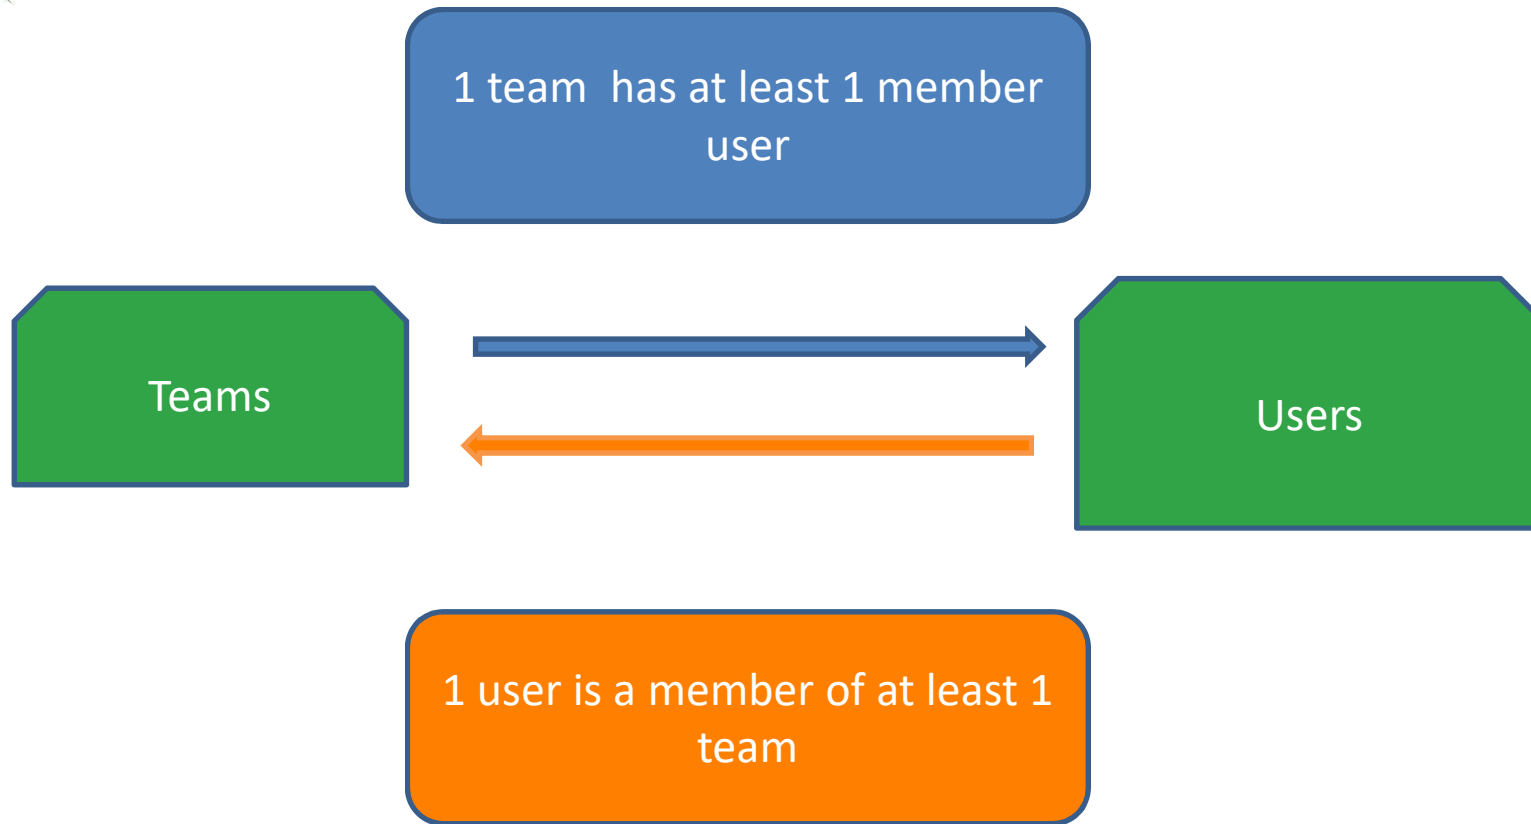 1 team  has at least 1 member
user
Teams
Users
1 user is a member of at least 1
team